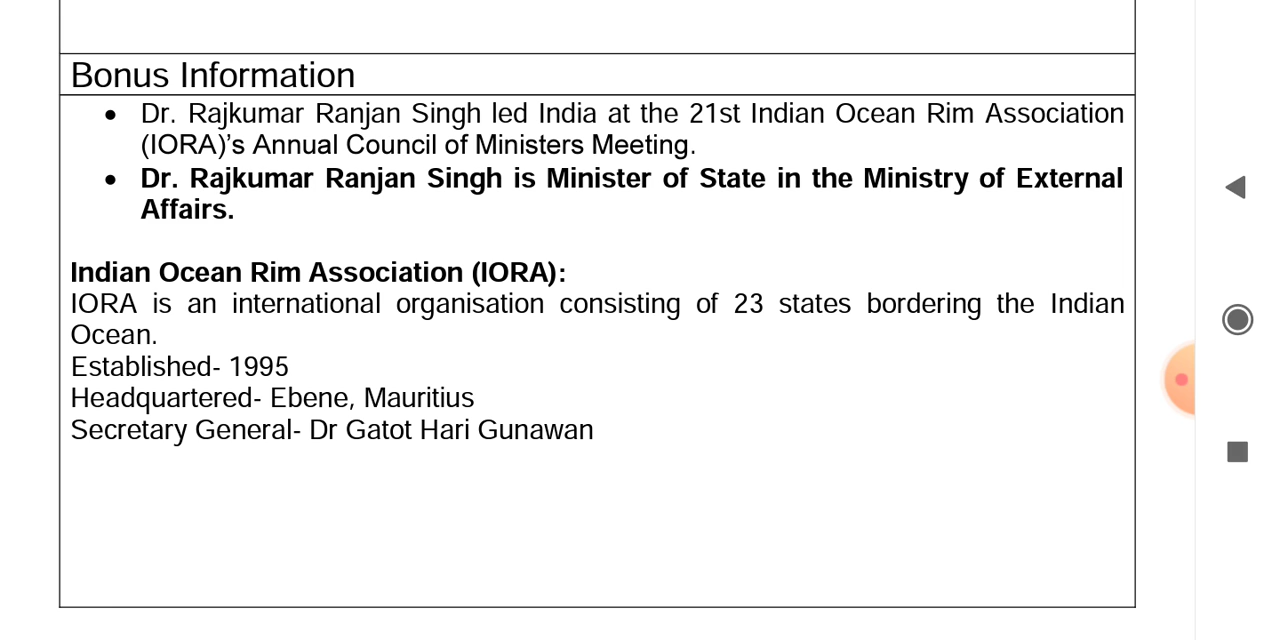 Bonus Information
• Dr. Rajkumar Ranjan Singh led India at the 21st Indian Ocean Rim Association
(IORA)’s Annual Council of Ministers Meeting.
• Dr. Rajkumar Ranjan Singh is Minister of State in the Ministry of External
Affairs.
Indian Ocean Rim Association (IORA):
IORA is an international organisation consisting of 23 states bordering the Indian
Ocean.
Established- 1995
Headquartered- Ebene, Mauritius
Secretary General- Dr Gatot Hari Gunawan